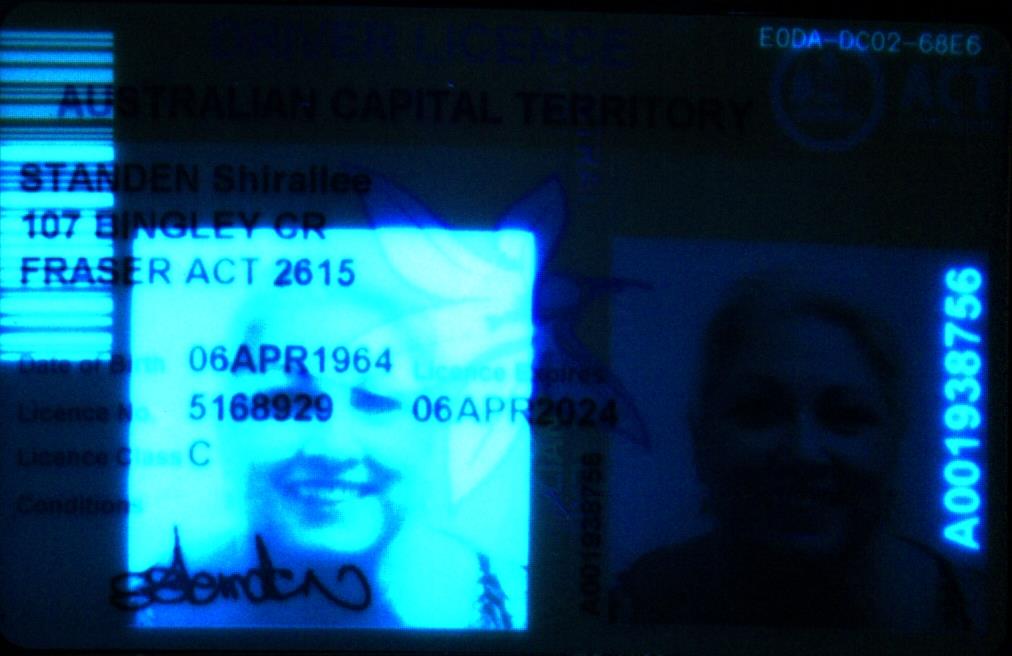 DRIVER LICENCE
E0DA-DC02-68E6
AUSTRALIAN CAPITAL TERRITORY
ACT
STANDEN Shirallee
107 BINGLEY CR
FRASER ACT 2615
Date of Birth 06APR1964 Licence Expires
Licence No. 5168929 06APR2024
Licence Class C
Conditions
A001938756
A001938756